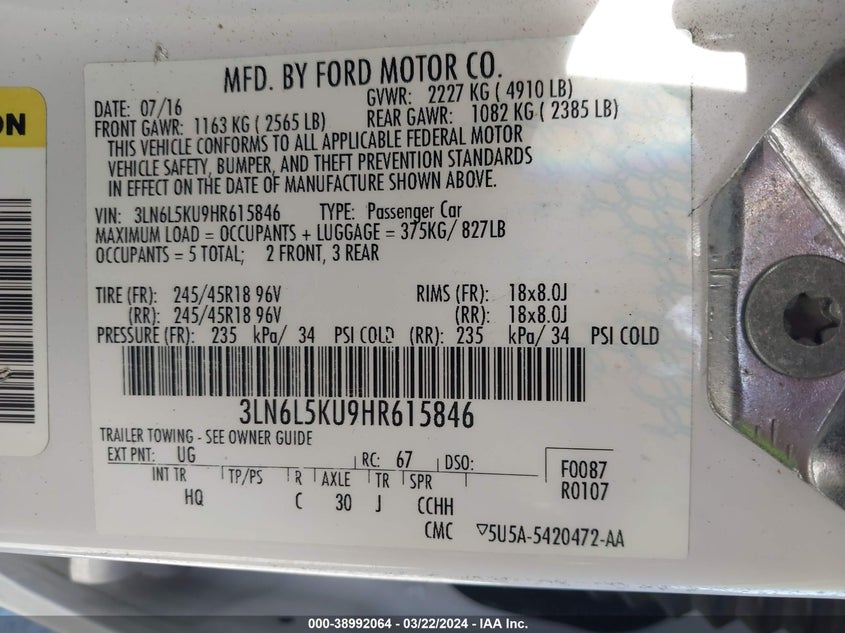 ON
MFD. BY FORD MOTOR CO.
DATE: 07/16 GVWR: 2227 KG ( 4910 LB)
FRONT GAWR: 1163 KG ( 2565 LB) REAR GAWR: 1082 KG ( 2385 LB)
THIS VEHICLE CONFORMS TO ALL APPLICABLE FEDERAL MOTOR
VEHICLE SAFETY, BUMPER, AND THEFT PREVENTION STANDARDS
IN EFFECT ON THE DATE OF MANUFACTURE SHOWN ABOVE.
VIN: 3LN6L5KU9HR615846 TYPE: Passenger Car
MAXIMUM LOAD = OCCUPANTS + LUGGAGE = 375KG/ 827LB
OCCUPANTS = 5 TOTAL; 2 FRONT, 3 REAR
TIRE (FR): 245/45R18 96V RIMS (FR): 18x8.0J
(RR): 245/45R18 96V (RR): 18x8.0J
PRESSURE (FR): 235 kPa/ 34 PSI COLD (RR): 235 kPa/ 34 PSI COLD
3LN6L5KU9HR615846
TRAILER TOWING - SEE OWNER GUIDE
EXT PNT: UG RC: 67 DSO: F0087
INT TR TP/PS R AXLE TR SPR R0107
HQ C 30 J CCHH
CMC ▽5U5A-5420472-AA
000-38992064 - 03/22/2024 - IAA Inc.